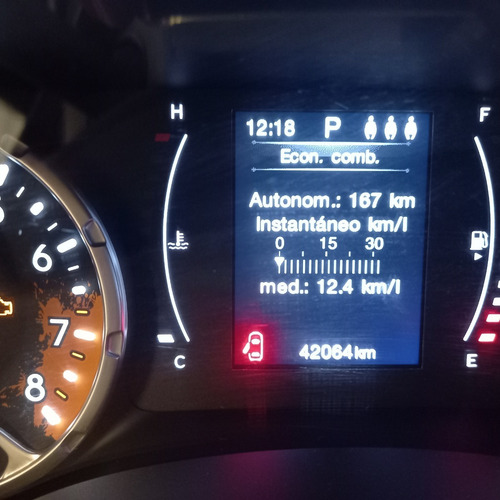 H
F
12:18 P
Econ. comb.
Autonom.: 167 km
Instantáneo km/l
0 15 30
med.: 12.4 km/l
6
7
8
C
E
42064 km